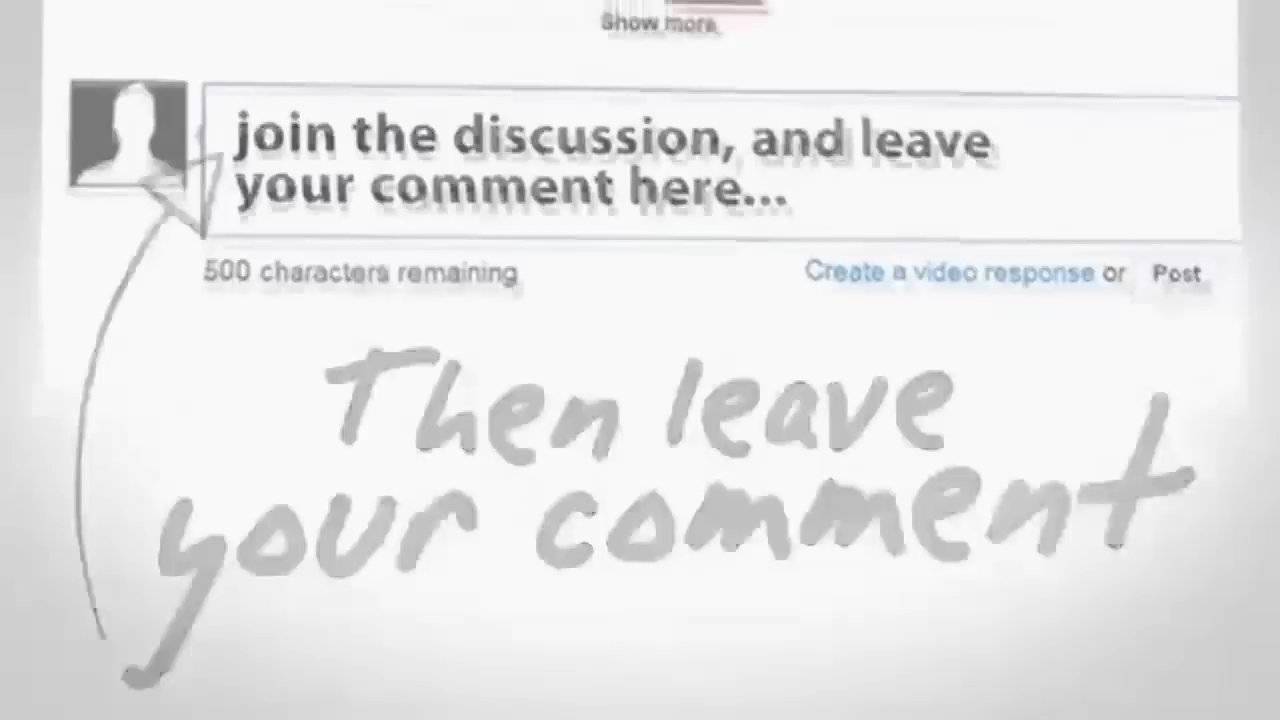 Show more
join the discussion, and leave
your comment here...
500 characters remaining
Create a video response or Post
Then leave
your comment